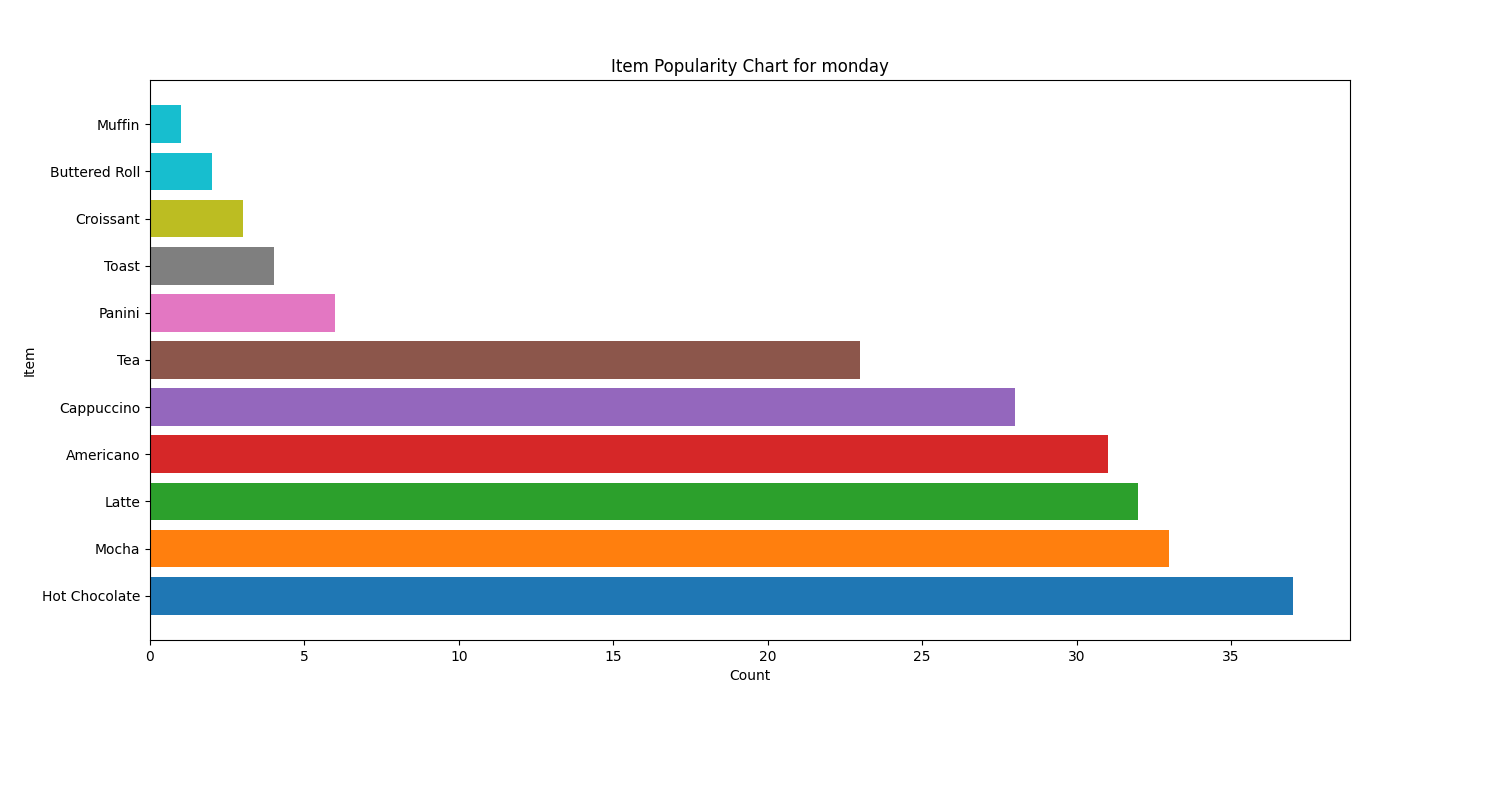 Item Popularity Chart for monday
Muffin
Buttered Roll
Croissant
Toast
Panini
Tea
Cappuccino
Americano
Latte
Mocha
Hot Chocolate
Item
0 5 10 15 20 25 30 35
Count